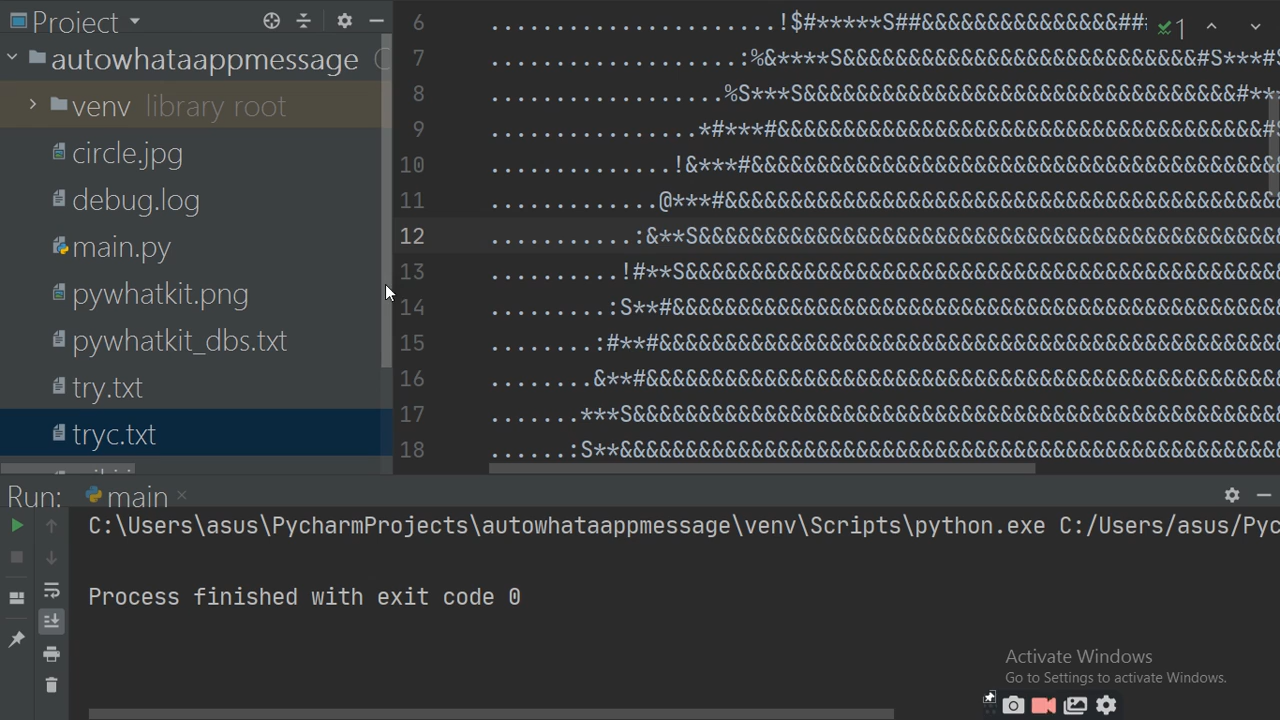 Project
autowhataappmessage
venv library root
circle.jpg
debug.log
main.py
pywhatkit.png
pywhatkit_dbs.txt
try.txt
tryc.txt
6
7
8
9
10
11
12
13
14
15
16
17
18
1
Run: main
C:\Users\asus\PycharmProjects\autowhataappmessage\venv\Scripts\python.exe C:/Users/asus/Pyc
Process finished with exit code 0
Activate Windows
Go to Settings to activate Windows.